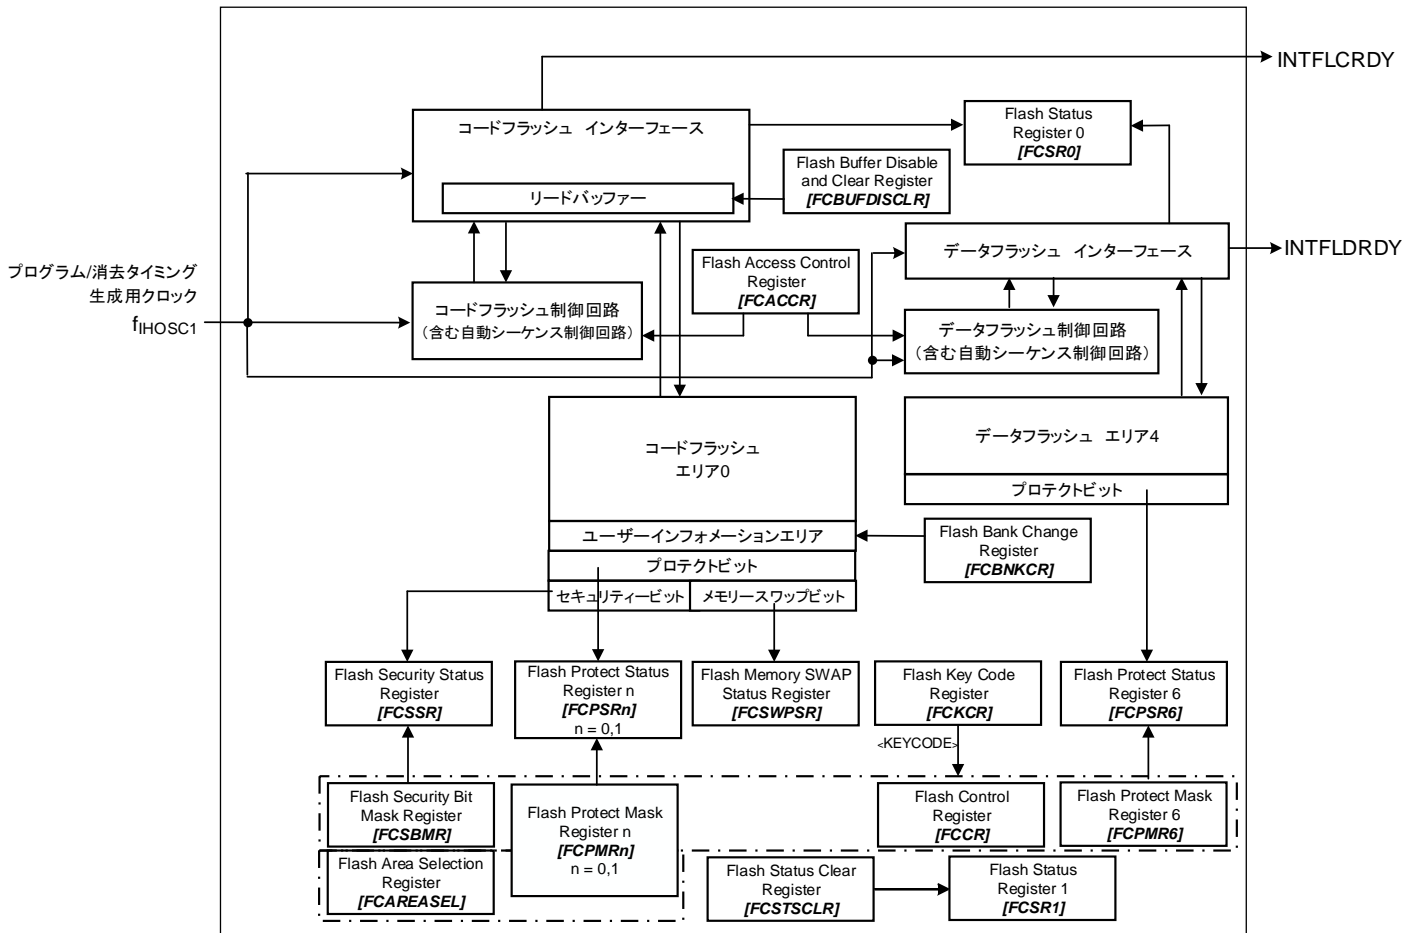 INTFLCRDY
コードフラッシュ インターフェース
リードバッファー
Flash Status
Register 0
[FCSR0]
Flash Buffer Disable
and Clear Register
[FCBUFDISCLR]
データフラッシュ インターフェース
INTFLDRDY
プログラム/消去タイミング
生成用クロック
fIHOSC1
Flash Access Control
Register
[FCACCR]
コードフラッシュ制御回路
(含む自動シーケンス制御回路)
データフラッシュ制御回路
(含む自動シーケンス制御回路)
コードフラッシュ
エリア0
データフラッシュ エリア4
プロテクトビット
ユーザーインフォメーションエリア
プロテクトビット
セキュリティービット
メモリースワップビット
Flash Bank Change
Register
[FCBNKCR]
Flash Security Status
Register
[FCSSR]
Flash Protect Status
Register n
[FCPSRn]
n = 0,1
Flash Memory SWAP
Status Register
[FCSWPSR]
Flash Key Code
Register
[FCKCR]
Flash Protect Status
Register 6
[FCPSR6]
<KEYCODE>
Flash Security Bit
Mask Register
[FCSBMR]
Flash Protect Mask
Register n
[FCPMRn]
n = 0,1
Flash Control
Register
[FCCR]
Flash Protect Mask
Register 6
[FCPMR6]
Flash Area Selection
Register
[FCAREASEL]
Flash Status Clear
Register
[FCSTSCLR]
Flash Status
Register 1
[FCSR1]